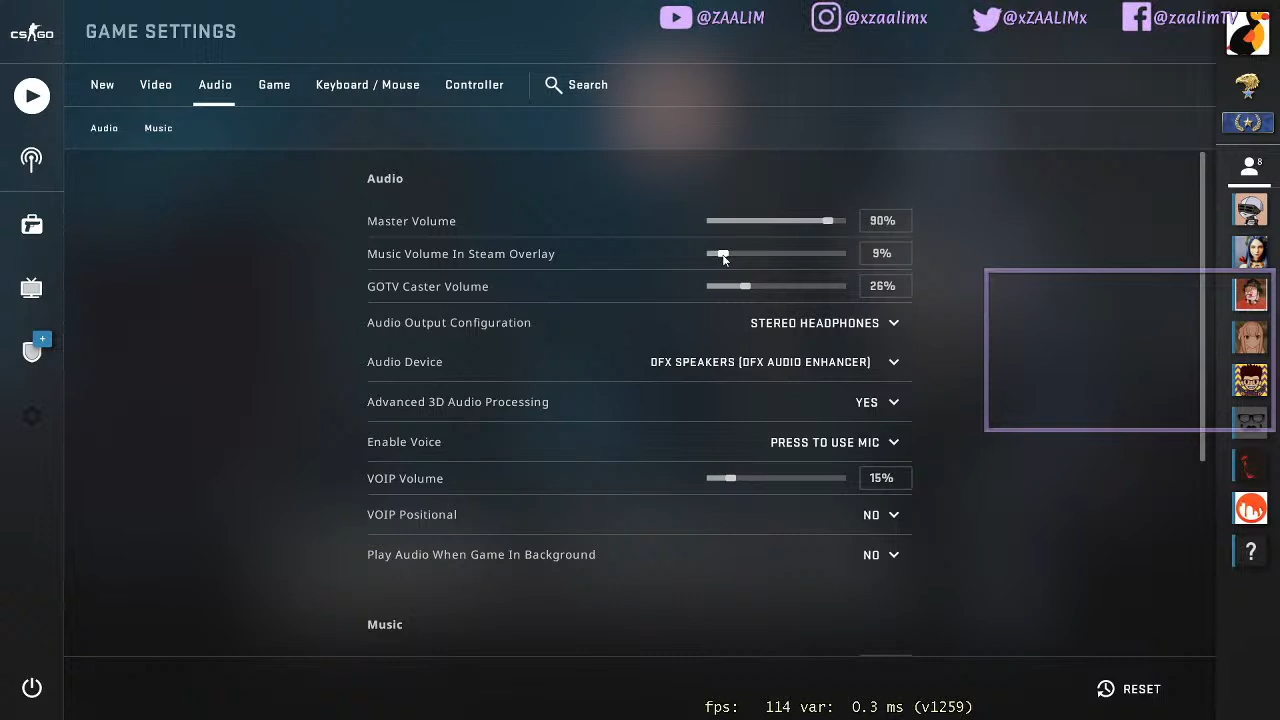 CS:GO
GAME SETTINGS
@ZAALIM
@xzaalimx
@xZAALIMx
@zaalimTV
New
Video
Audio
Game
Keyboard / Mouse
Controller
Search
Audio
Music
8
Audio
Master Volume
90%
Music Volume In Steam Overlay
9%
GOTV Caster Volume
26%
Audio Output Configuration
STEREO HEADPHONES
Audio Device
DFX SPEAKERS (DFX AUDIO ENHANCER)
Advanced 3D Audio Processing
YES
Enable Voice
PRESS TO USE MIC
VOIP Volume
15%
VOIP Positional
NO
Play Audio When Game In Background
NO
Music
RESET
fps: 114 var: 0.3 ms (v1259)